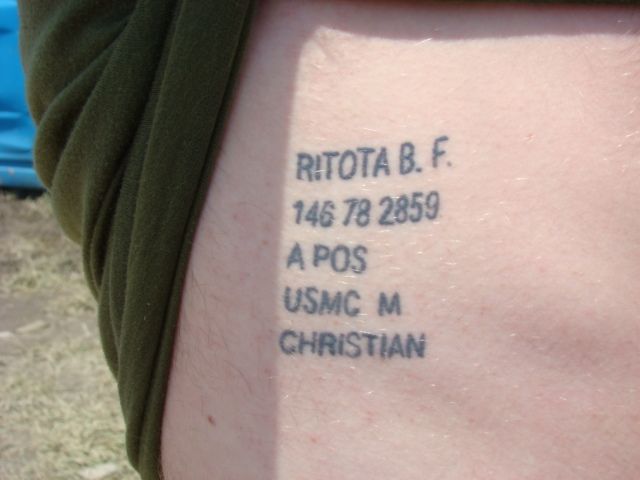 RITOTA B. F.
146 78 2859
A POS
USMC M
CHRISTIAN